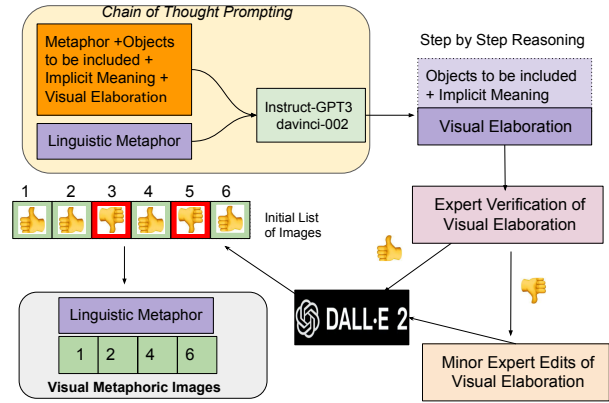 Chain of Thought Prompting
Metaphor +Objects
to be included +
Implicit Meaning +
Visual Elaboration
Linguistic Metaphor
Instruct-GPT3
davinci-002
Step by Step Reasoning
Objects to be included
+ Implicit Meaning
Visual Elaboration
1 2 3 4 5 6
Initial List
of Images
Expert Verification of
Visual Elaboration
DALL·E 2
Minor Expert Edits of
Visual Elaboration
Linguistic Metaphor
1 2 4 6
Visual Metaphoric Images